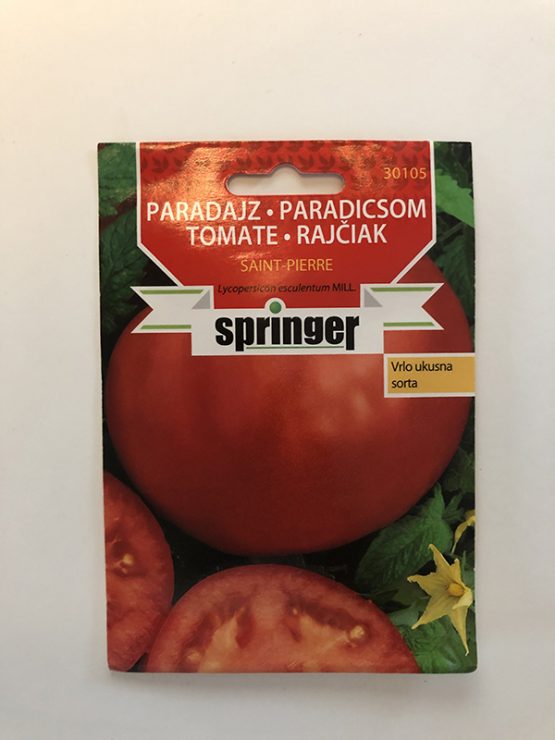 30105
PARADAJZ • PARADICSOM
TOMATE • RAJČIAK
SAINT-PIERRE
Lycopersicon esculentum MILL.
springer
Vrlo ukusna
sorta